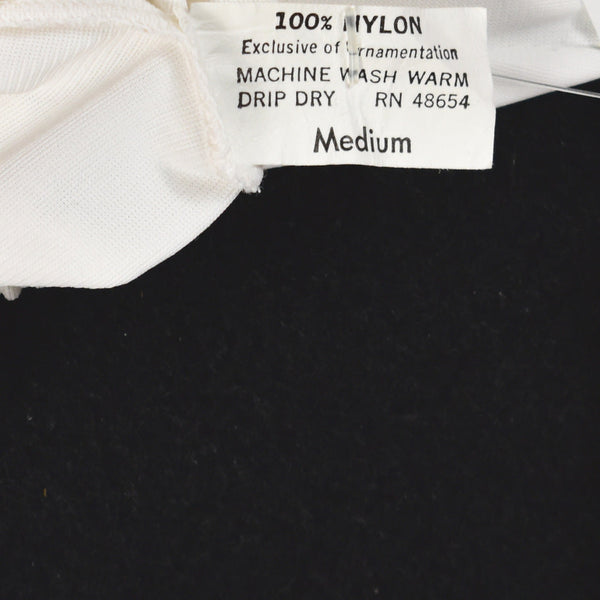 100% NYLON
Exclusive of Ornamentation
MACHINE WASH WARM
DRIP DRY RN 48654
Medium